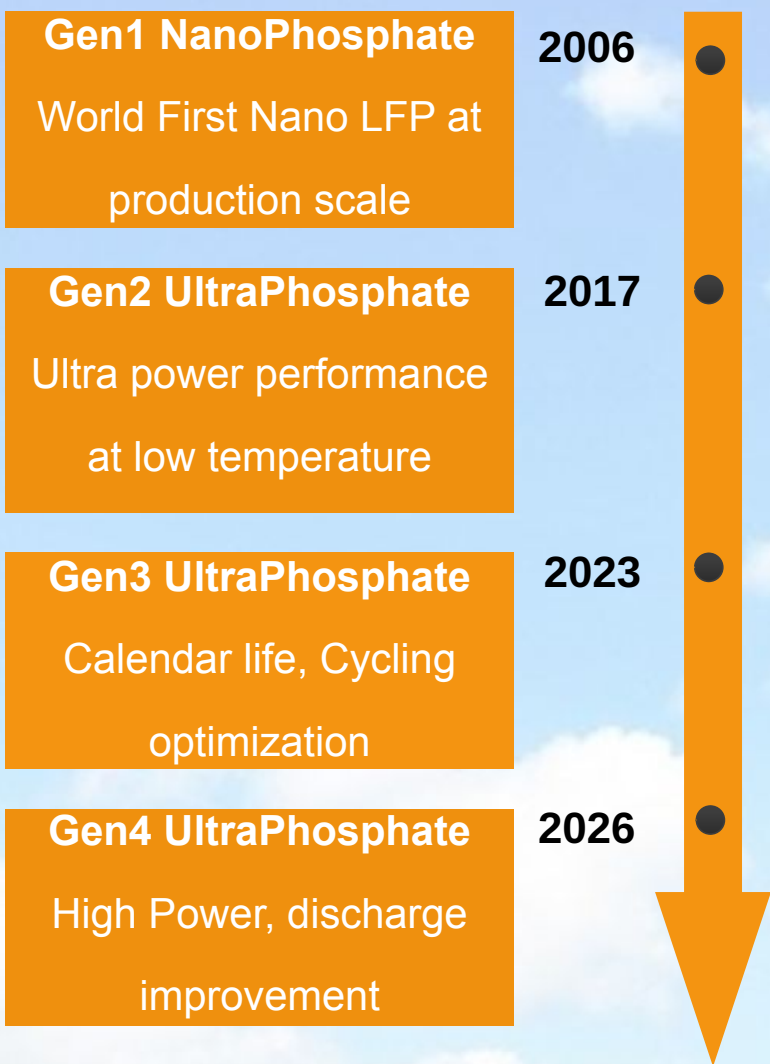 Gen1 NanoPhosphate
World First Nano LFP at
production scale
2006
Gen2 UltraPhosphate
Ultra power performance
at low temperature
2017
Gen3 UltraPhosphate
Calendar life, Cycling
optimization
2023
Gen4 UltraPhosphate
High Power, discharge
improvement
2026